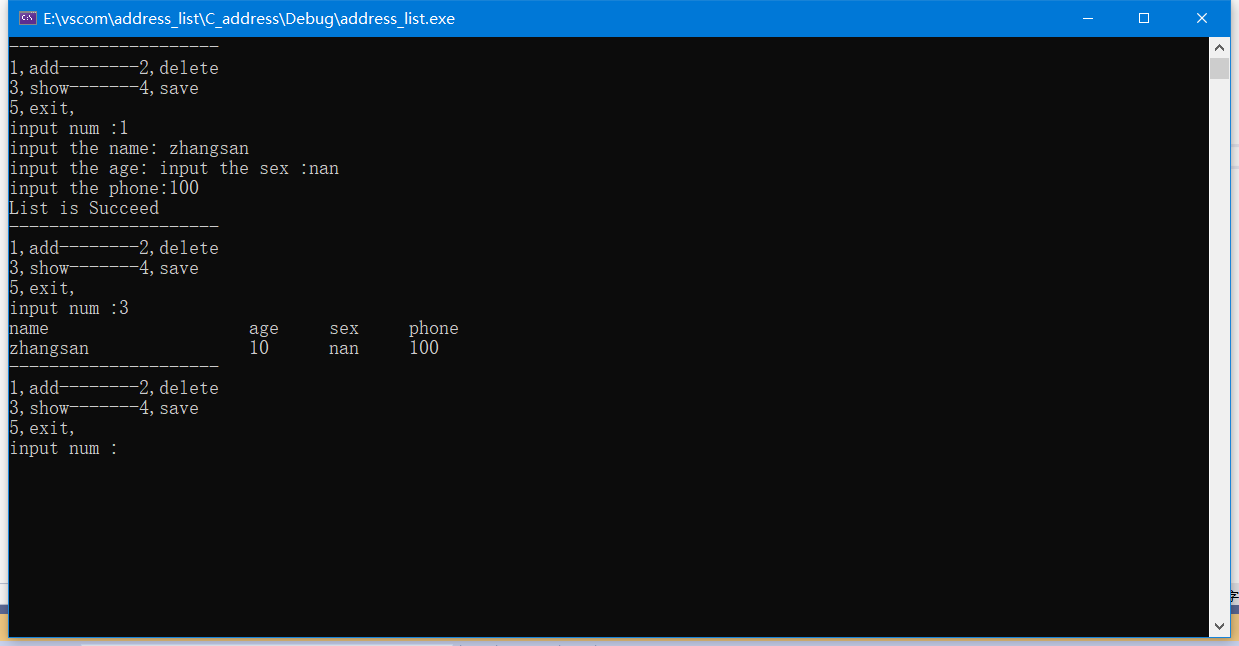 E:\vscom\address_list\C_address\Debug\address_list.exe
---------------------
1,add--------2,delete
3,show-------4,save
5,exit,
input num :1
input the name: zhangsan
input the age: input the sex :nan
input the phone:100
List is Succeed
---------------------
1,add--------2,delete
3,show-------4,save
5,exit,
input num :3
name age sex phone
zhangsan 10 nan 100
---------------------
1,add--------2,delete
3,show-------4,save
5,exit,
input num :